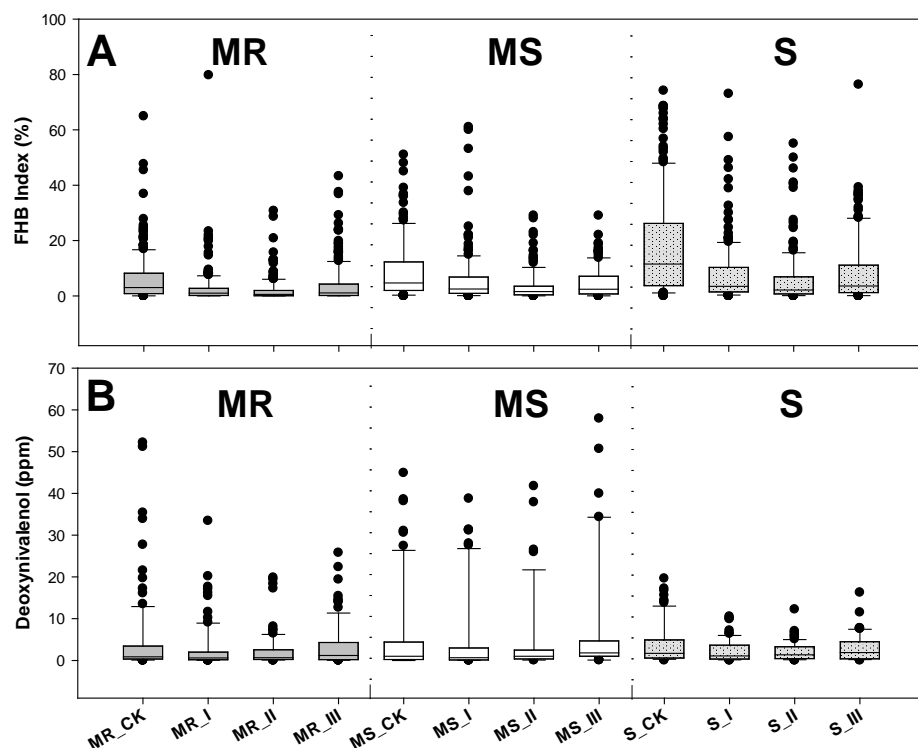 A
MR
MS
S
FHB Index (%)
100
80
60
40
20
0
B
MR
MS
S
Deoxynivalenol (ppm)
70
60
50
40
30
20
10
0
MR_CK
MR_I
MR_II
MR_III
MS_CK
MS_I
MS_II
MS_III
S_CK
S_I
S_II
S_III